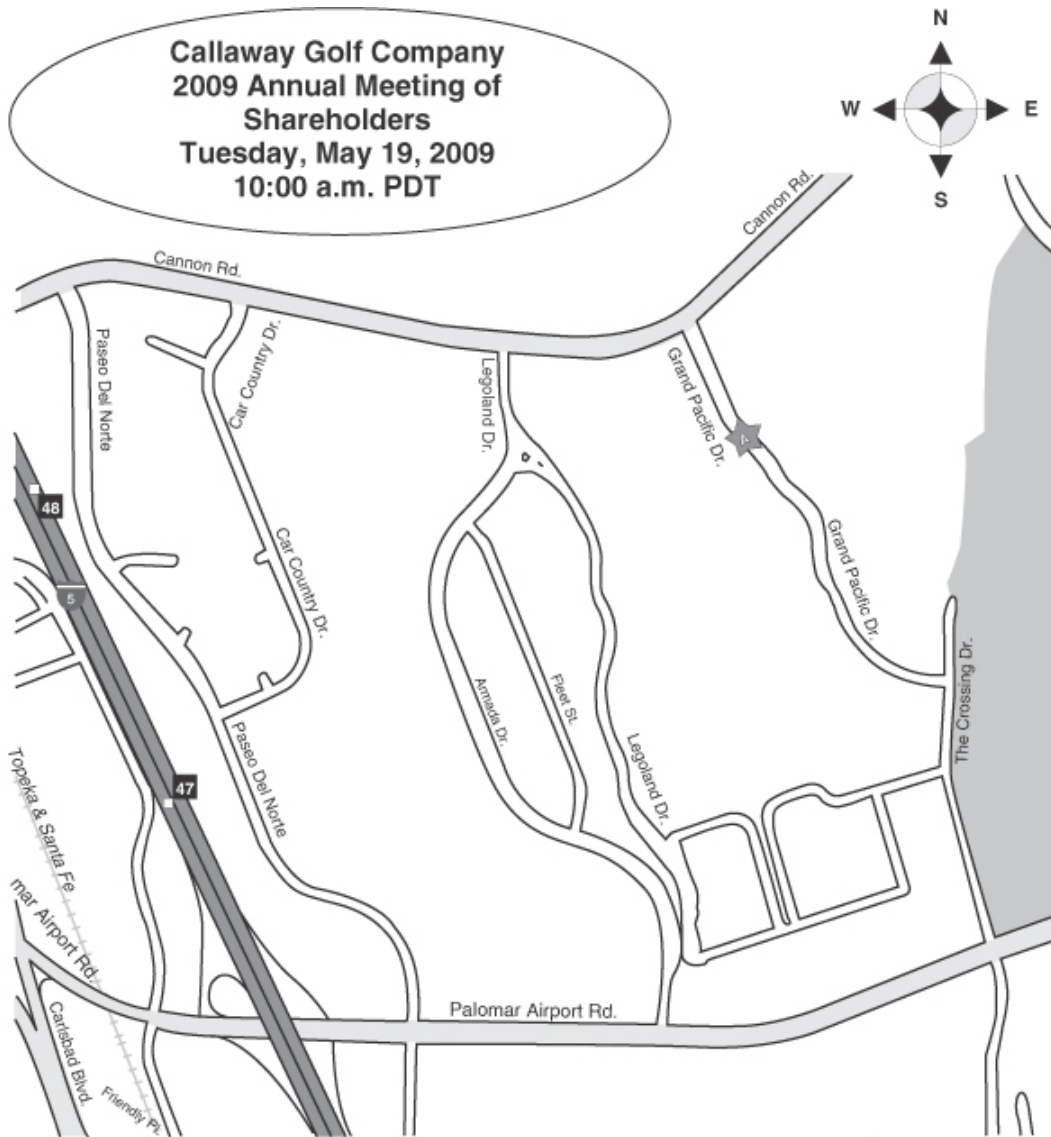 Callaway Golf Company
2009 Annual Meeting of
Shareholders
Tuesday, May 19, 2009
10:00 a.m. PDT
N
W
E
S
Cannon Rd.
Cannon Rd.
Paseo Del Norte
Car Country Dr.
Legoland Dr.
Grand Pacific Dr.
A
48
5
Car Country Dr.
Grand Pacific Dr.
Armada Dr.
Fleet St.
The Crossing Dr.
Legoland Dr.
47
Paseo Del Norte
Topeka & Santa Fe
mar Airport Rd.
Palomar Airport Rd.
Carlsbad Blvd.
Friendly Pl.